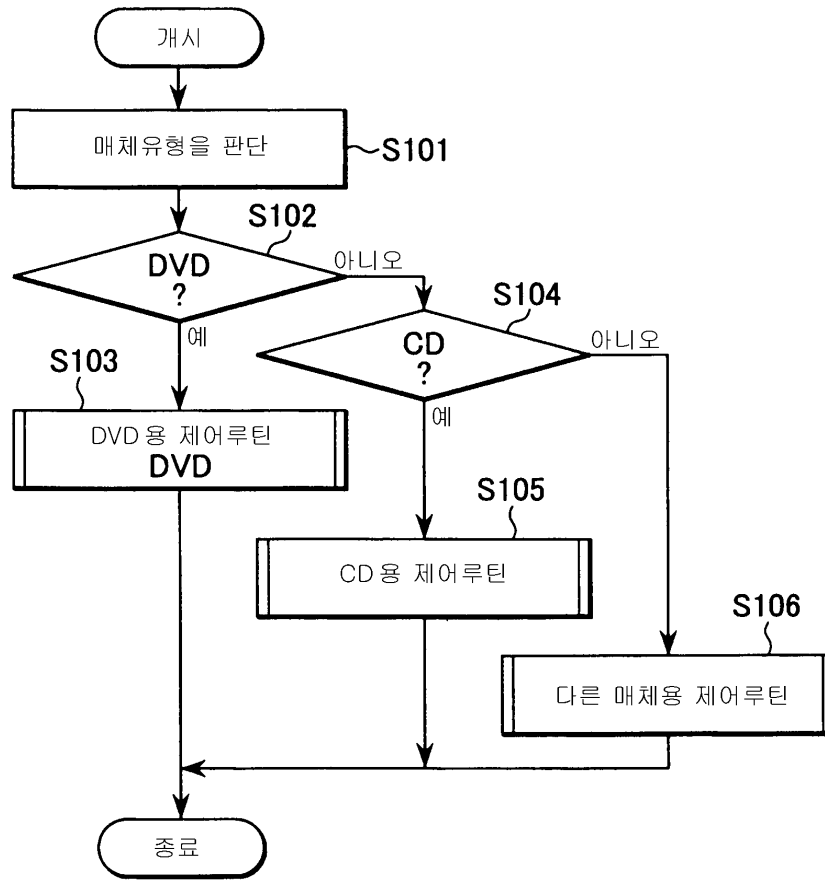 개시
매체유형을 판단
S101
S102
DVD
?
아니오
예
S104
CD
?
아니오
예
S103
DVD용 제어루틴
DVD
S105
CD용 제어루틴
S106
다른 매체용 제어루틴
종료